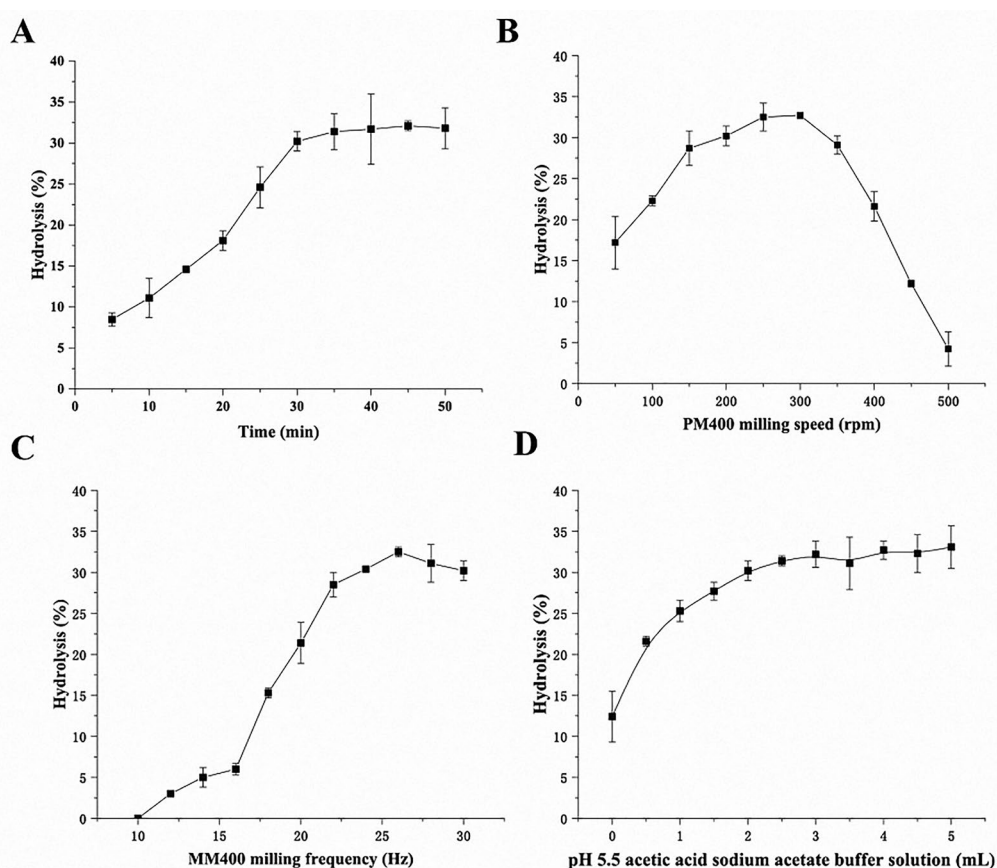 A
40
35
30
25
20
15
10
5
0
Hydrolysis (%)
0 10 20 30 40 50
Time (min)
B
40
35
30
25
20
15
10
5
0
Hydrolysis (%)
0 100 200 300 400 500
PM400 milling speed (rpm)
C
40
35
30
25
20
15
10
5
0
Hydrolysis (%)
10 15 20 25 30
MM400 milling frequency (Hz)
D
40
35
30
25
20
15
10
5
0
Hydrolysis (%)
0 1 2 3 4 5
pH 5.5 acetic acid sodium acetate buffer solution (mL)